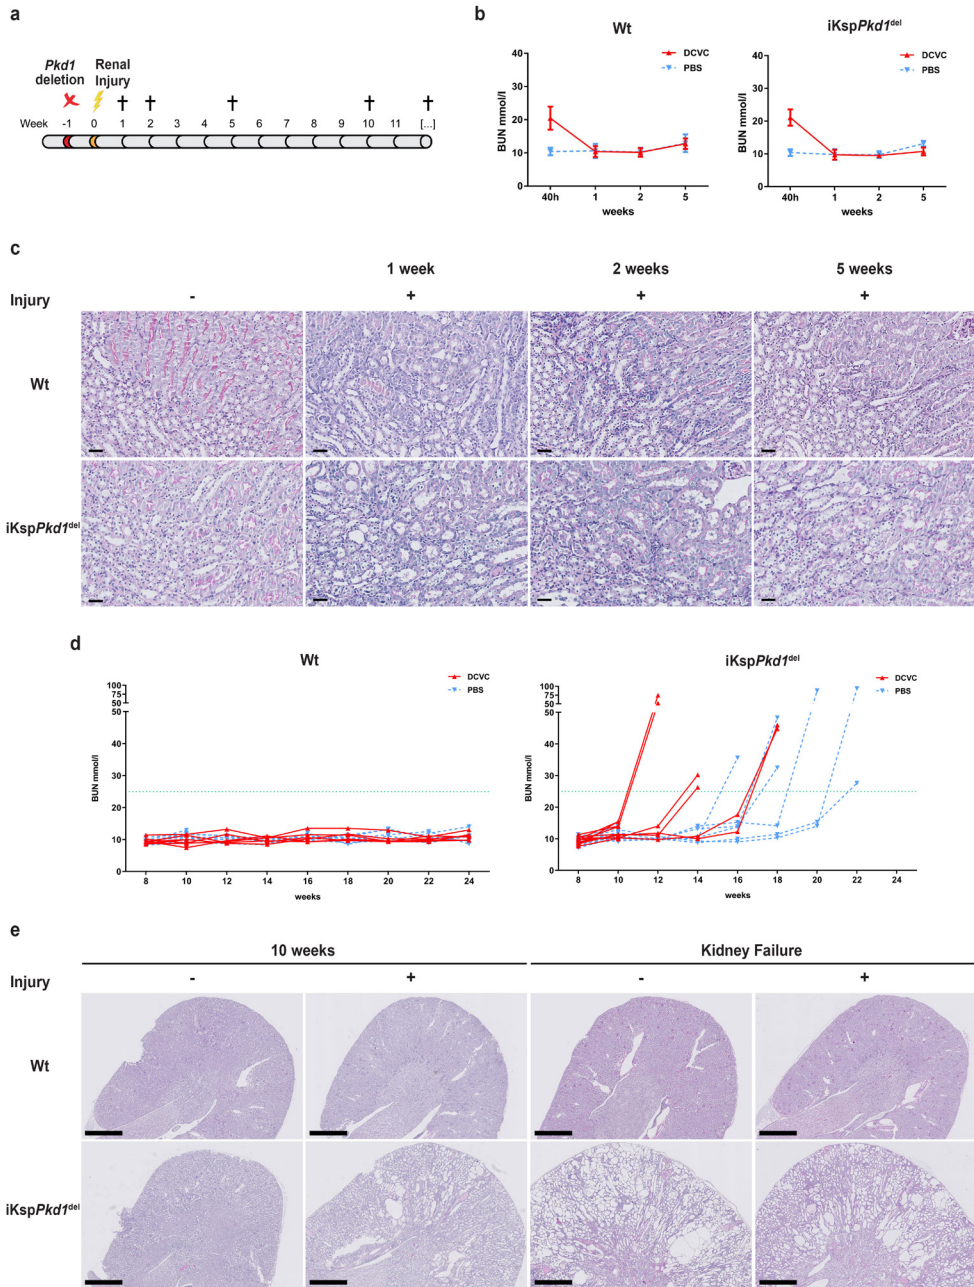 a
Pkd1 deletion
Renal Injury
Week -1 0 1 2 3 4 5 6 7 8 9 10 11 [...]
b
Wt
DCVC
PBS
BUN mmol/l
40
30
20
10
0
40h 1 2 5
weeks
iKspPkd1del
DCVC
PBS
BUN mmol/l
40
30
20
10
0
40h 1 2 5
weeks
c
1 week 2 weeks 5 weeks
Injury - + + +
Wt
iKspPkd1del
d
Wt
DCVC
PBS
BUN mmol/l
100
75
50
50
40
30
20
10
0
8 10 12 14 16 18 20 22 24
weeks
iKspPkd1del
DCVC
PBS
BUN mmol/l
100
75
50
50
40
30
20
10
0
8 10 12 14 16 18 20 22 24
weeks
e
10 weeks Kidney Failure
Injury - + - +
Wt
iKspPkd1del